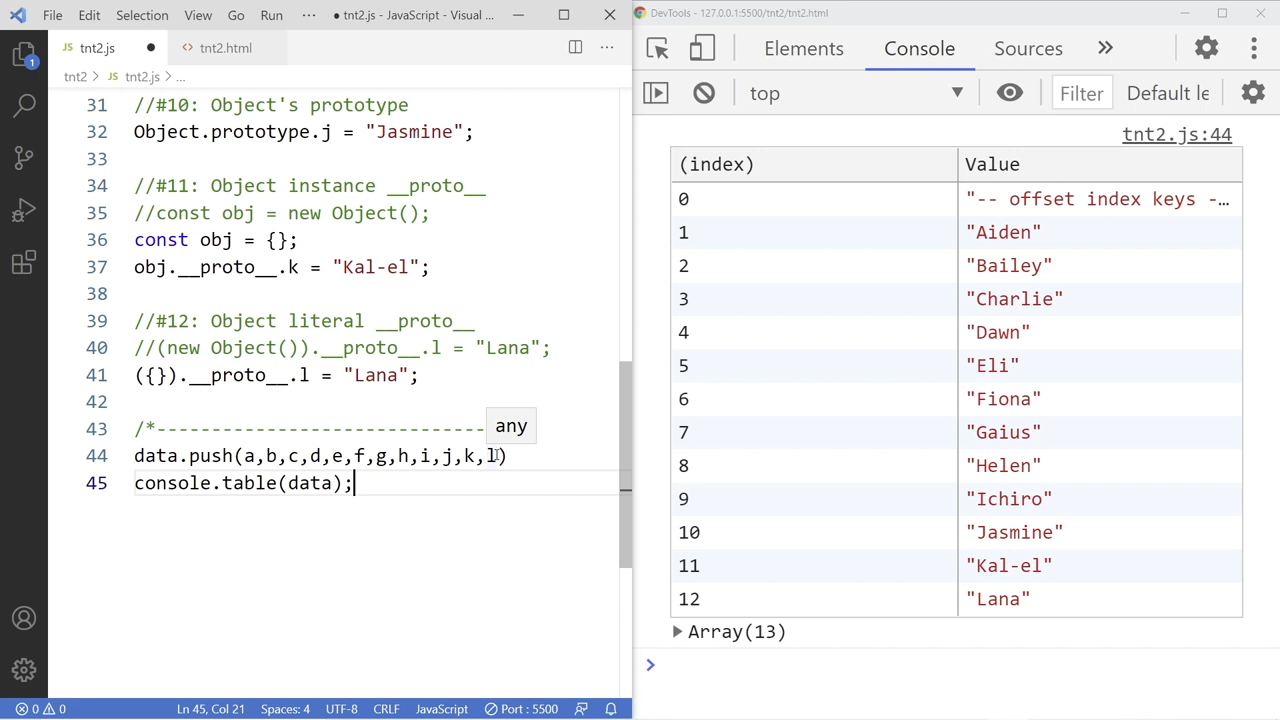 File Edit Selection View Go Run ··· ● tnt2.js - JavaScript - Visual ...
JS tnt2.js ● <> tnt2.html ···
tnt2 > JS tnt2.js > ...
1
31 //#10: Object's prototype
32 Object.prototype.j = "Jasmine";
33
34 //#11: Object instance __proto__
35 //const obj = new Object();
36 const obj = {};
37 obj.__proto__.k = "Kal-el";
38
39 //#12: Object literal __proto__
40 //(new Object()).__proto__.l = "Lana";
41 ({}).__proto__.l = "Lana";
42
43 /*------------------------------
any
44 data.push(a,b,c,d,e,f,g,h,i,j,k,l)
45 console.table(data);
0 0 Ln 45, Col 21 Spaces: 4 UTF-8 CRLF JavaScript Port : 5500
DevTools - 127.0.0.1:5500/tnt2/tnt2.html
Elements Console Sources »
top ▼ Filter Default le
tnt2.js:44
(index) Value
0 "-- offset index keys -…
1 "Aiden"
2 "Bailey"
3 "Charlie"
4 "Dawn"
5 "Eli"
6 "Fiona"
7 "Gaius"
8 "Helen"
9 "Ichiro"
10 "Jasmine"
11 "Kal-el"
12 "Lana"
▶ Array(13)
>